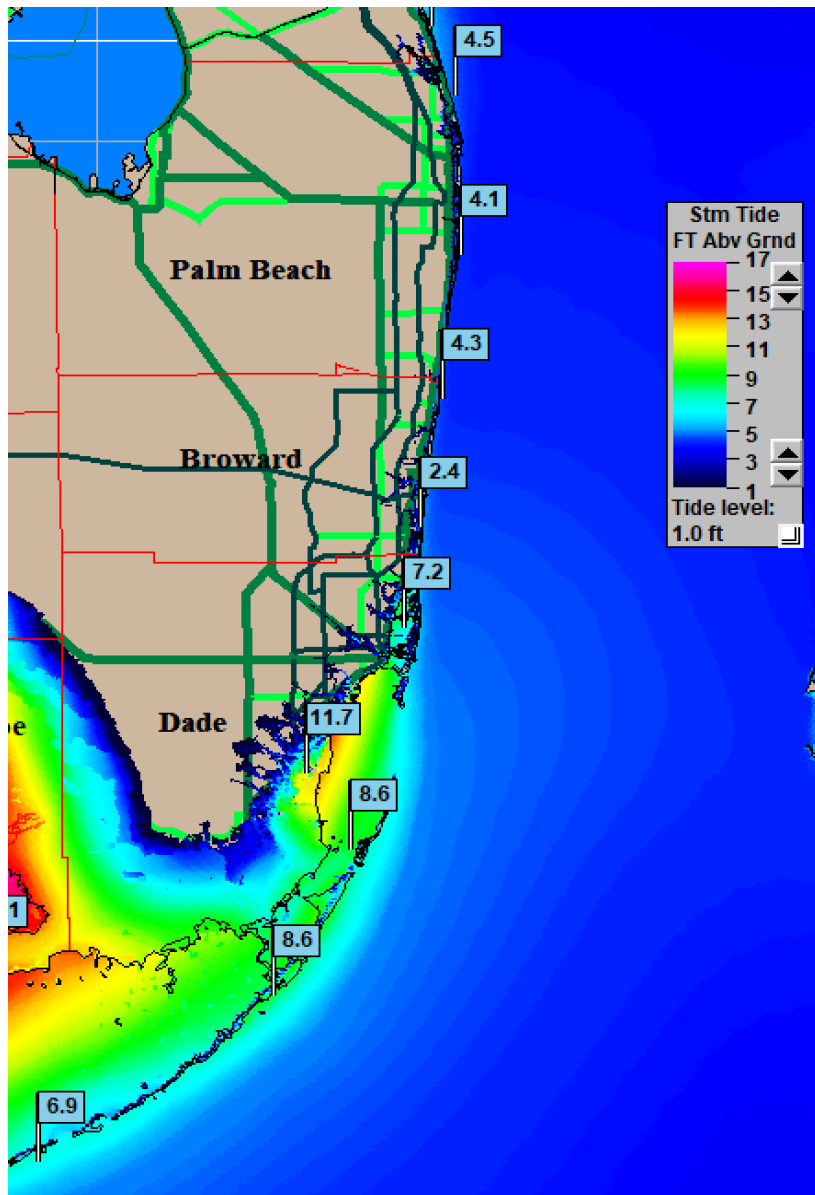 4.5
4.1
Stm Tide
FT Abv Grnd
17
15
13
11
9
7
5
3
1
Tide level:
1.0 ft
Palm Beach
4.3
Broward
2.4
7.2
Dade
11.7
oe
8.6
1
8.6
6.9